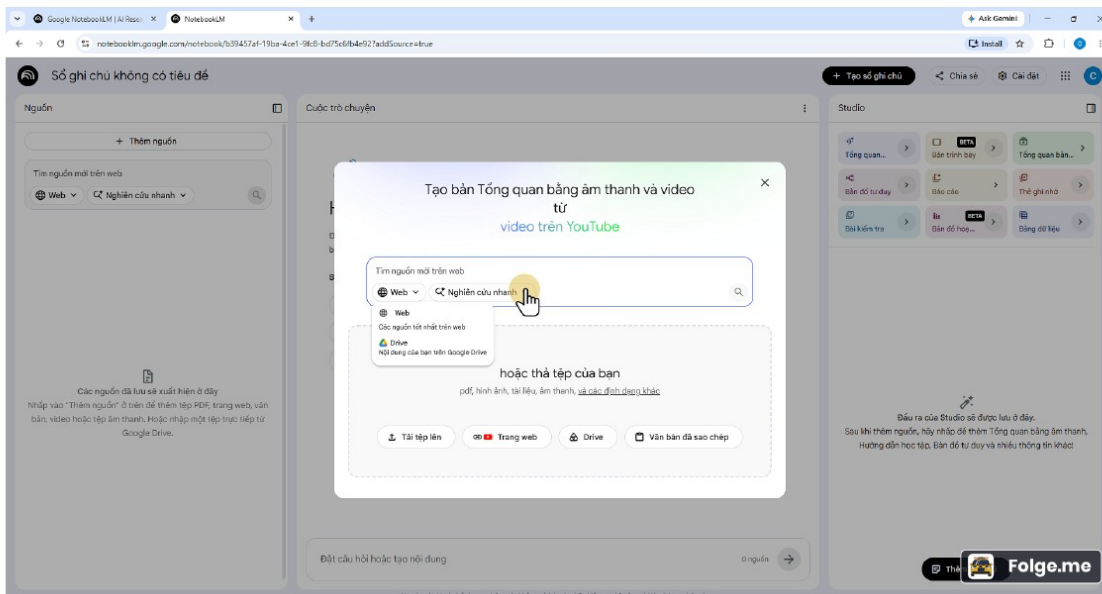 Google NotebookLM | AI Resea
NotebookLM
Ask Gemini
notebooklm.google.com/notebook/b39457af-19ba-4ce1-9fc8-bd75c6fb4e92?addSource=true
Install
Sổ ghi chú không có tiêu đề
+ Tạo sổ ghi chú
Chia sẻ
Cài đặt
C
Nguồn
Cuộc trò chuyện
Studio
+ Thêm nguồn
Tìm nguồn mới trên web
Web
Nghiên cứu nhanh
Tạo bản Tổng quan bằng âm thanh và video
từ
video trên YouTube
Tìm nguồn mới trên web
Web
Nghiên cứu nhanh
Web
Các nguồn tốt nhất trên web
Drive
Nội dung của bạn trên Google Drive
hoặc thả tệp của bạn
pdf, hình ảnh, tài liệu, âm thanh, và các định dạng khác
Tải tệp lên
Trang web
Drive
Văn bản đã sao chép
Tổng quan...
BETA
Bản trình bày
Tổng quan bằn...
Bản đồ tư duy
Báo cáo
Thẻ ghi nhớ
Bài kiểm tra
BETA
Bản đồ hoạ...
Bảng dữ liệu
Các nguồn đã lưu sẽ xuất hiện ở đây
Nhấp vào "Thêm nguồn" ở trên để thêm tệp PDF, trang web, văn
bản, video hoặc tệp âm thanh. Hoặc nhập một tệp trực tiếp từ
Google Drive.
Đầu ra của Studio sẽ được lưu ở đây.
Sau khi thêm nguồn, hãy nhấp để thêm Tổng quan bằng âm thanh,
Hướng dẫn học tập, Bản đồ tư duy và nhiều thông tin khác!
Đặt câu hỏi hoặc tạo nội dung
0 nguồn
Folge.me